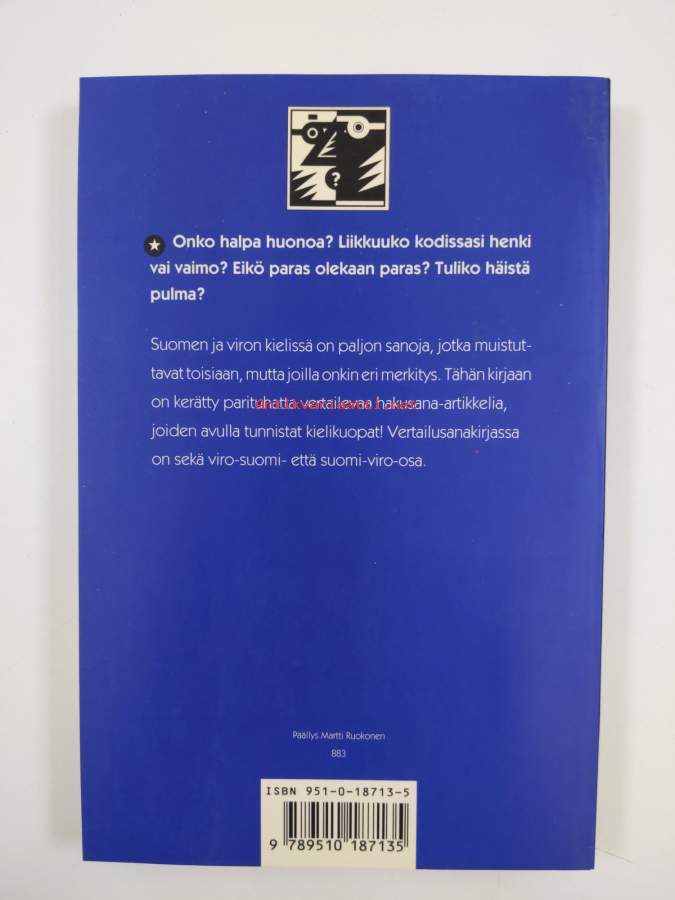 ?
Onko halpa huonoa? Liikkuuko kodissasi henki
vai vaimo? Eikö paras olekaan paras? Tuliko häistä
pulma?
Suomen ja viron kielissä on paljon sanoja, jotka muistut-
tavat toisiaan, mutta joilla onkin eri merkitys. Tähän kirjaan
on kerätty parituhatta vertailevaa hakusana-artikkelia,
joiden avulla tunnistat kielikuopat! Vertailusanakirjassa
on sekä viro-suomi- että suomi-viro-osa.
Päällys Martti Ruokonen
883
ISBN 951-0-18713-5
9 789510 187135